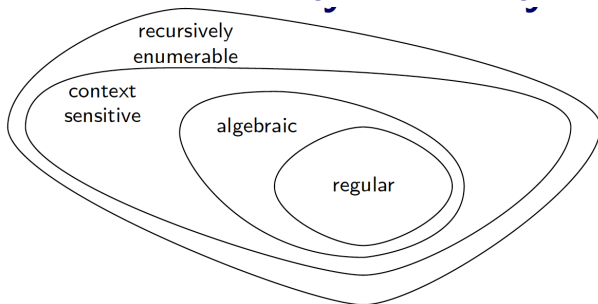 recursively
enumerable
context
sensitive
algebraic
regular